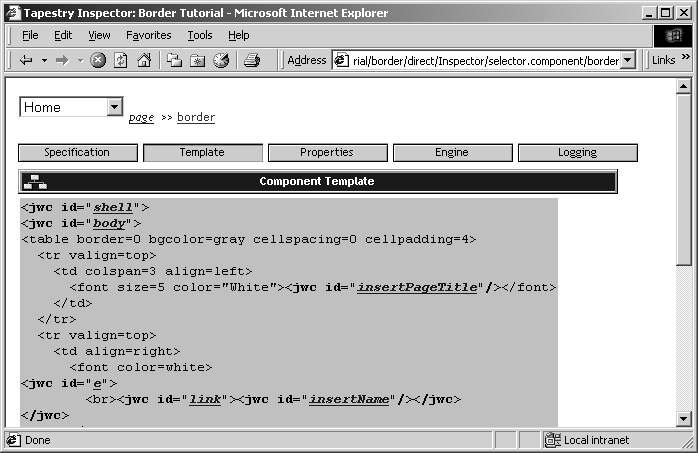 Tapestry Inspector: Border Tutorial - Microsoft Internet Explorer
File Edit View Favorites Tools Help
Address rial/border/direct/Inspector/selector.component/border Links »
Home page >> border
Specification Template Properties Engine Logging
Component Template
<jwc id="shell">
<jwc id="body">
<table border=0 bgcolor=gray cellspacing=0 cellpadding=4>
<tr valign=top>
<td colspan=3 align=left>
<font size=5 color="White"><jwc id="insertPageTitle"/></font>
</td>
</tr>
<tr valign=top>
<td align=right>
<font color=white>
<jwc id="e">
<br><jwc id="link"><jwc id="insertName"/></jwc>
</jwc>
Done Local intranet